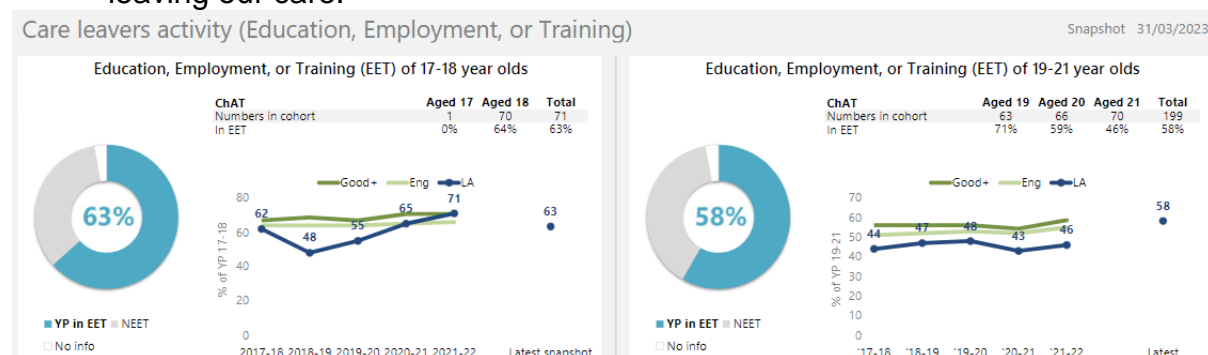 leaving our care.
Care leavers activity (Education, Employment, or Training)
Snapshot 31/03/2023
Education, Employment, or Training (EET) of 17-18 year olds
ChAT Aged 17 Aged 18 Total
Numbers in cohort 1 70 71
In EET 0% 64% 63%
63%
Good+ Eng LA
% of YP 17-18
80
60
40
20
0
62
48
55
65
71
63
2017-18 2018-19 2019-20 2020-21 2021-22 Latest snapshot
YP in EET NEET
No info
Education, Employment, or Training (EET) of 19-21 year olds
ChAT Aged 19 Aged 20 Aged 21 Total
Numbers in cohort 63 66 70 199
In EET 71% 59% 46% 58%
58%
Good+ Eng LA
% of YP 19-21
70
60
50
40
30
20
10
0
44
47
48
43
46
58
'17-18 '18-19 '19-20 '20-21 '21-22 Latest
YP in EET NEET
No info